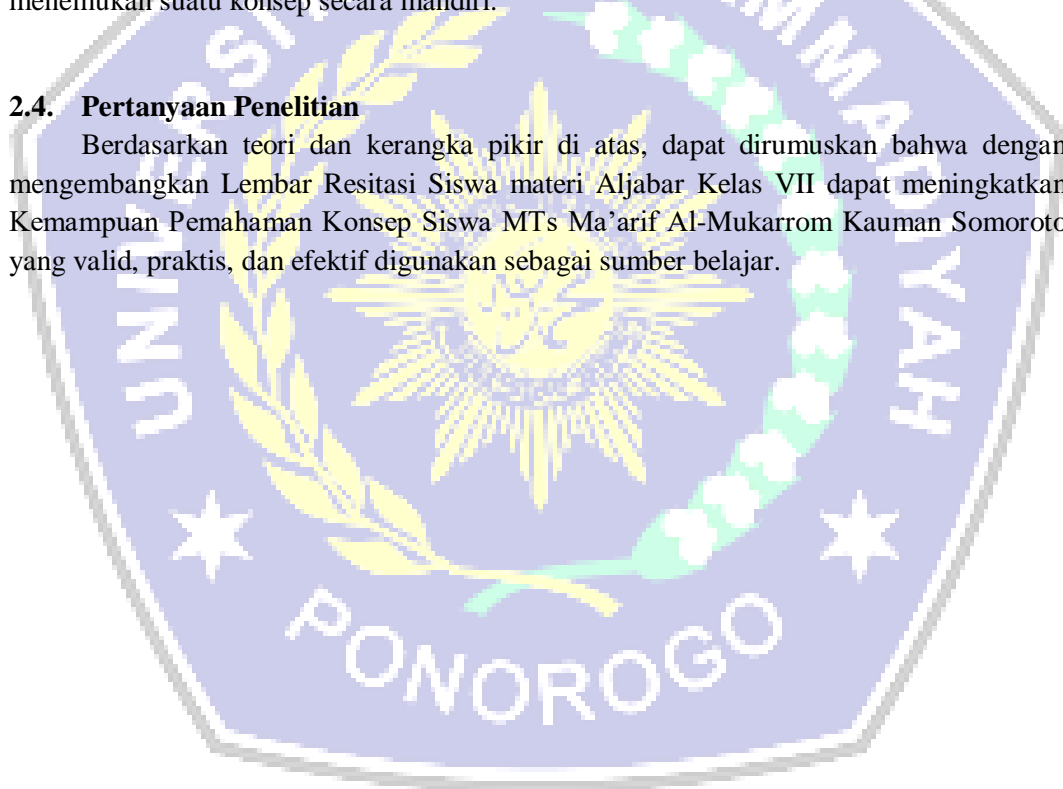 menemukan suatu konsep secara mandiri.
2.4. Pertanyaan Penelitian
Berdasarkan teori dan kerangka pikir di atas, dapat dirumuskan bahwa dengan
mengembangkan Lembar Resitasi Siswa materi Aljabar Kelas VII dapat meningkatkan
Kemampuan Pemahaman Konsep Siswa MTs Ma’arif Al-Mukarrom Kauman Somoroto
yang valid, praktis, dan efektif digunakan sebagai sumber belajar.
PONOROGO